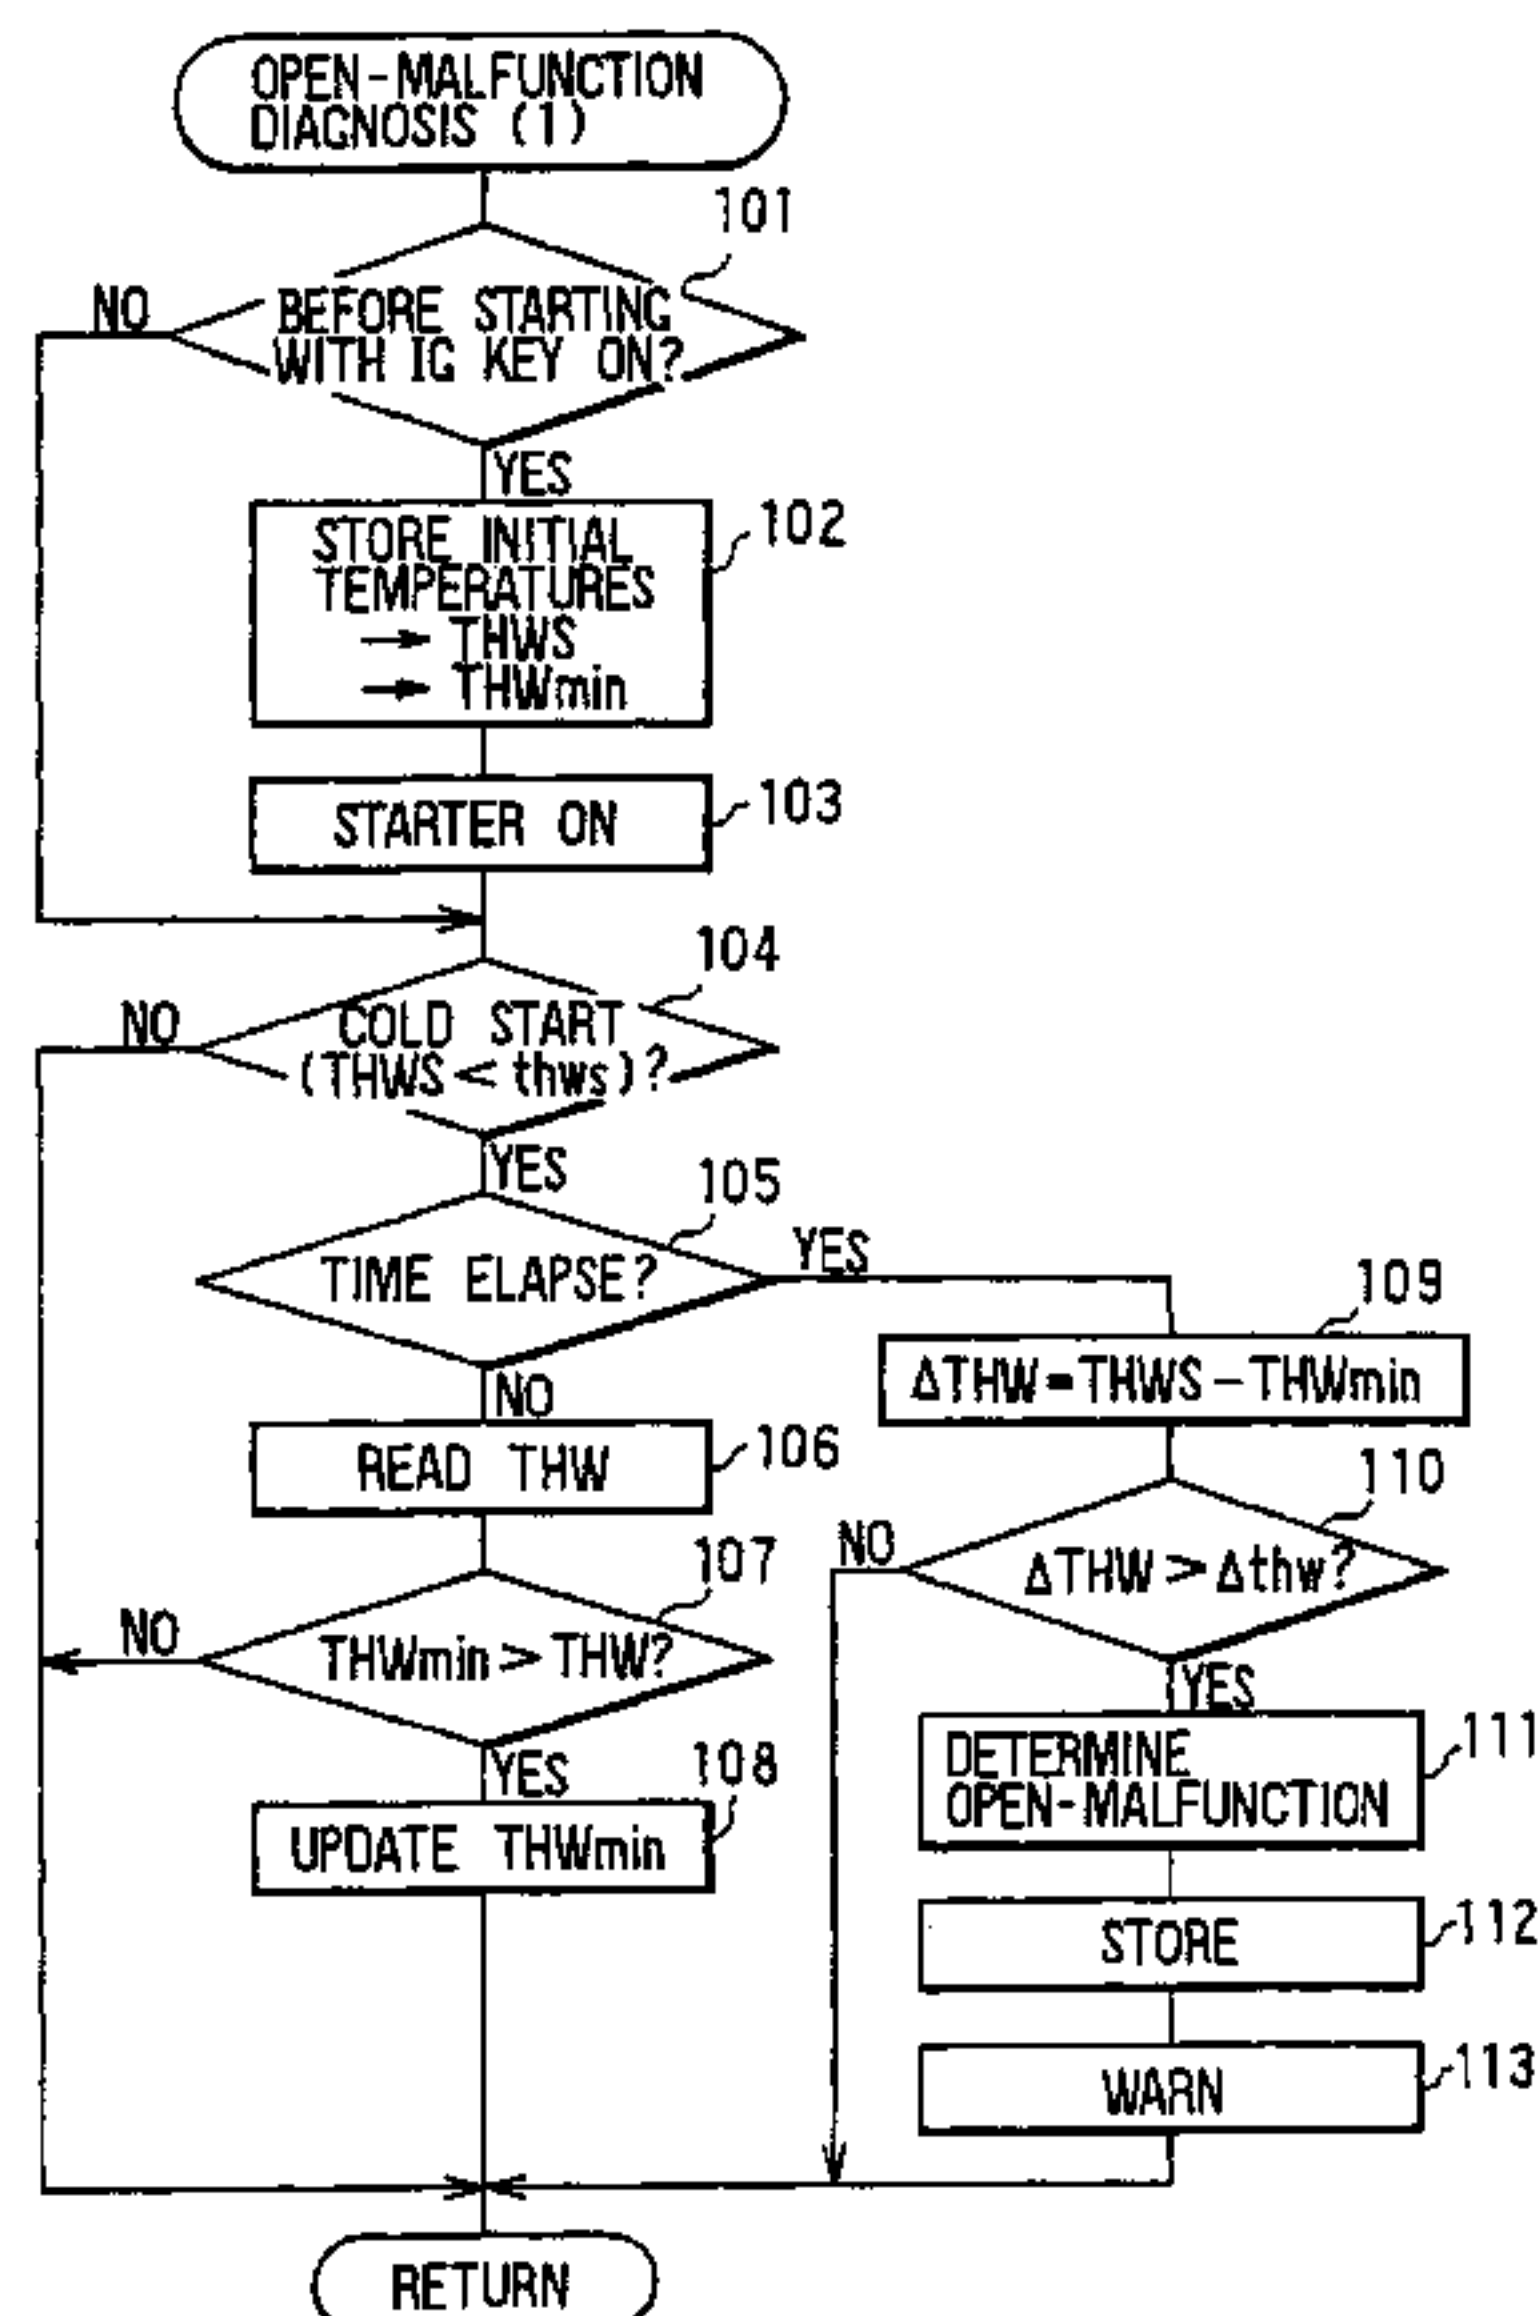 OPEN-MALFUNCTION
DIAGNOSIS (1)
101
NO
BEFORE STARTING
WITH IG KEY ON?
YES
102
STORE INITIAL
TEMPERATURES
→ THWS
→ THWmin
103
STARTER ON
104
NO
COLD START
(THWS < thws)?
YES
105
TIME ELAPSE?
YES
109
ΔTHW = THWS - THWmin
NO
106
READ THW
110
NO
ΔTHW > Δthw?
107
NO
THWmin > THW?
YES
111
DETERMINE
OPEN-MALFUNCTION
YES
108
UPDATE THWmin
112
STORE
113
WARN
RETURN